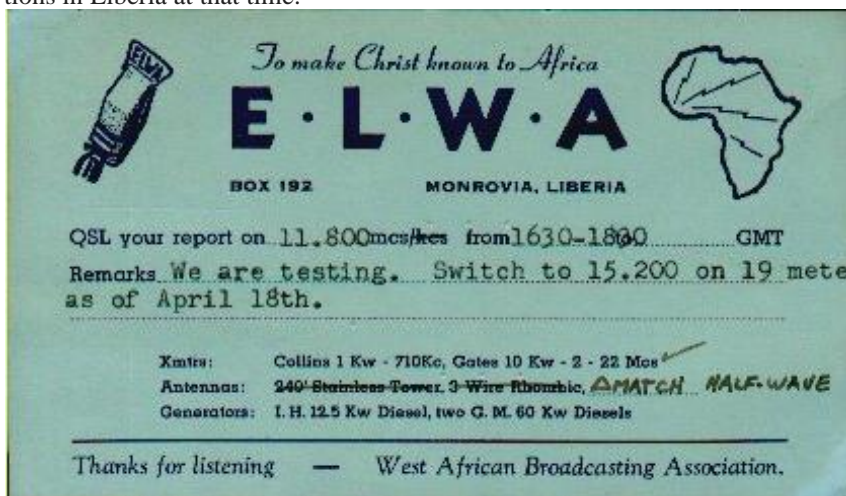 tions in Liberia at that time.
ELWA
To make Christ known to Africa
E·L·W·A
BOX 192 MONROVIA, LIBERIA
QSL your report on 11.800mcs/kcs from 1630-1800 GMT
Remarks We are testing. Switch to 15.200 on 19 mete
as of April 18th.
Xmtrs: Collins 1 Kw - 710Kc, Gates 10 Kw - 2 - 22 Mcs
Antennas: 240' Stainless Tower, 3 Wire Rhombic, ΔMATCH HALF-WAVE
Generators: I. H. 12.5 Kw Diesel, two G. M. 60 Kw Diesels
Thanks for listening — West African Broadcasting Association.